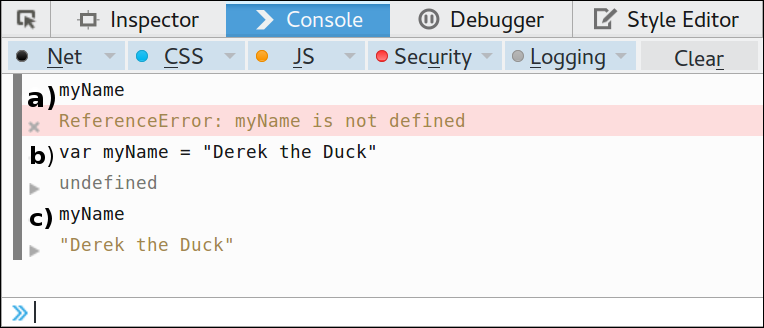 Inspector Console Debugger Style Editor
Net CSS JS Security Logging Clear
a) myName
ReferenceError: myName is not defined
b) var myName = "Derek the Duck"
undefined
c) myName
"Derek the Duck"